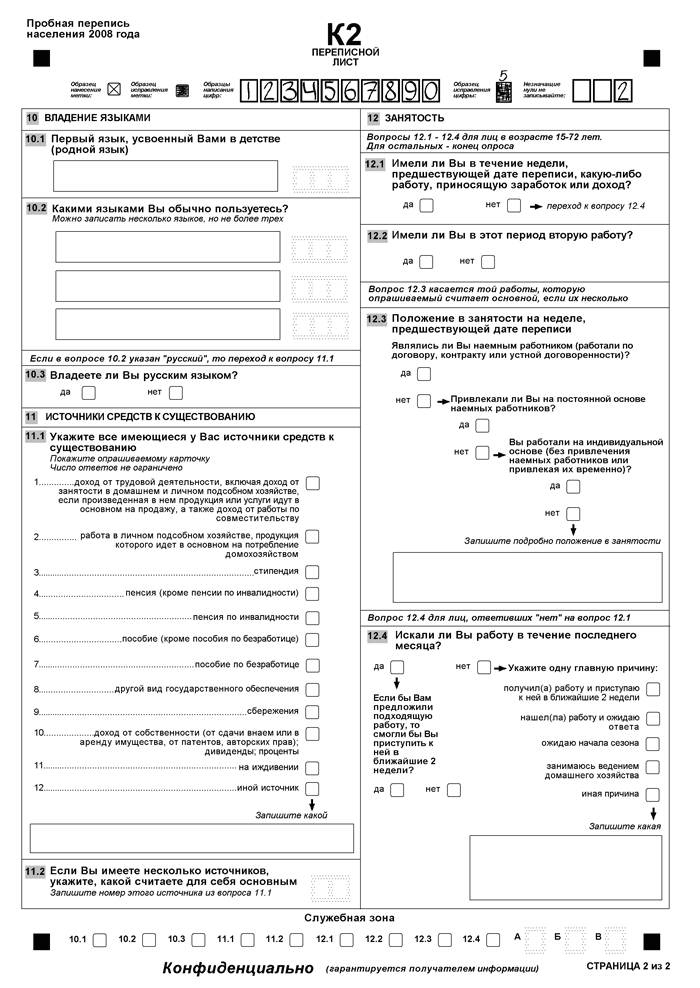 Пробная перепись
населения 2008 года
К2
ПЕРЕПИСНОЙ
ЛИСТ
Образец
нанесения
метки:
Образец
исправления
метки:
Образцы
написания
цифр:
1 2 3 4 5 6 7 8 9 0
Образец
исправления
цифры:
5
Незначащие
нули не
записывайте:
2
10 ВЛАДЕНИЕ ЯЗЫКАМИ
10.1 Первый язык, усвоенный Вами в детстве
(родной язык)
10.2 Какими языками Вы обычно пользуетесь?
Можно записать несколько языков, но не более трех
Если в вопросе 10.2 указан "русский", то переход к вопросу 11.1
10.3 Владеете ли Вы русским языком?
да нет
11 ИСТОЧНИКИ СРЕДСТВ К СУЩЕСТВОВАНИЮ
11.1 Укажите все имеющиеся у Вас источники средств к
существованию
Покажите опрашиваемому карточку
Число ответов не ограничено
1..............доход от трудовой деятельности, включая доход от
занятости в домашнем и личном подсобном хозяйстве,
если произведенная в нем продукция или услуги идут в
основном на продажу, а также доход от работы по
совместительству
2.............. работа в личном подсобном хозяйстве, продукция
которого идет в основном на потребление
домохозяйством
3..............стипендия
4..............пенсия (кроме пенсии по инвалидности)
5..............пенсия по инвалидности
6..............пособие (кроме пособия по безработице)
7..............пособие по безработице
8..............другой вид государственного обеспечения
9..............сбережения
10..............доход от собственности (от сдачи внаем или в
аренду имущества, от патентов, авторских прав);
дивиденды; проценты
11..............на иждивении
12..............иной источник
Запишите какой
11.2 Если Вы имеете несколько источников,
укажите, какой считаете для себя основным
Запишите номер этого источника из вопроса 11.1
12 ЗАНЯТОСТЬ
Вопросы 12.1 - 12.4 для лиц в возрасте 15-72 лет.
Для остальных - конец опроса
12.1 Имели ли Вы в течение недели,
предшествующей дате переписи, какую-либо
работу, приносящую заработок или доход?
да нет переход к вопросу 12.4
12.2 Имели ли Вы в этот период вторую работу?
да нет
Вопрос 12.3 касается той работы, которую
опрашиваемый считает основной, если их несколько
12.3 Положение в занятости на неделе,
предшествующей дате переписи
Являлись ли Вы наемным работником (работали по
договору, контракту или устной договоренности)?
да
нет Привлекали ли Вы на постоянной основе
наемных работников?
да
нет Вы работали на индивидуальной
основе (без привлечения
наемных работников или
привлекая их временно)?
да
нет
Запишите подробно положение в занятости
Вопрос 12.4 для лиц, ответивших "нет" на вопрос 12.1
12.4 Искали ли Вы работу в течение последнего
месяца?
да нет Укажите одну главную причину:
Если бы Вам
предложили
подходящую
работу, то
смогли бы Вы
приступить к
ней в
ближайшие 2
недели?
да нет
получил(а) работу и приступаю
к ней в ближайшие 2 недели
нашел(ла) работу и ожидаю
ответа
ожидаю начала сезона
занимаюсь ведением
домашнего хозяйства
иная причина
Запишите какая
Служебная зона
10.1 10.2 10.3 11.1 11.2 12.1 12.2 12.3 12.4 А Б В
Конфиденциально (гарантируется получателем информации)
СТРАНИЦА 2 из 2